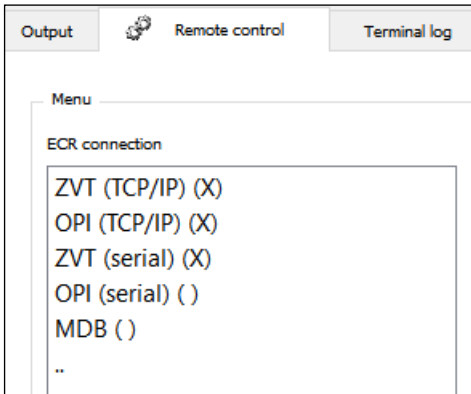 Output Remote control Terminal log
Menu
ECR connection
ZVT (TCP/IP) (X)
OPI (TCP/IP) (X)
ZVT (serial) (X)
OPI (serial) ( )
MDB ( )
..